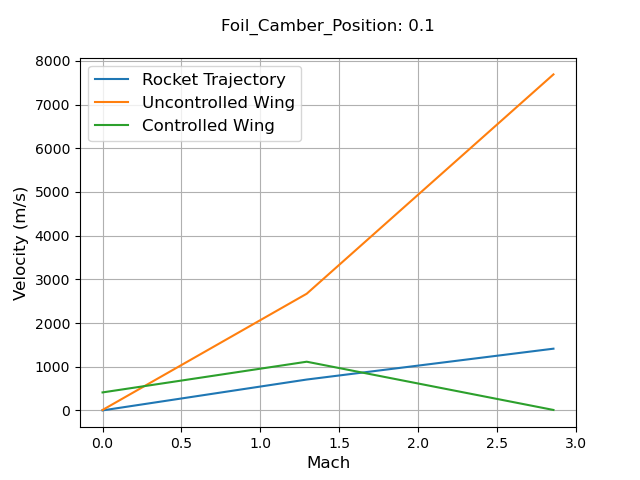 Foil_Camber_Position: 0.1
8000
7000
6000
5000
4000
3000
2000
1000
0
Velocity (m/s)
Rocket Trajectory
Uncontrolled Wing
Controlled Wing
0.0 0.5 1.0 1.5 2.0 2.5 3.0
Mach